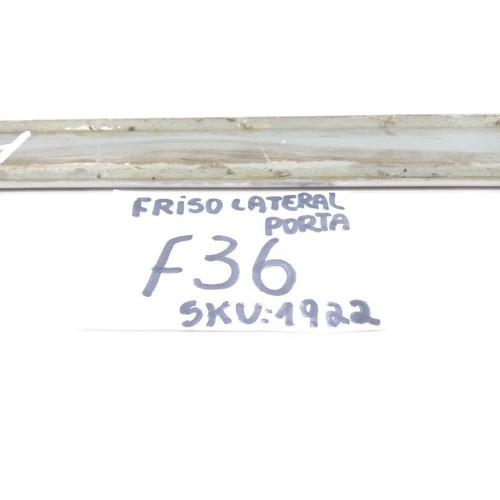 FRISO LATERAL
PORTA
F36
SKU:1922